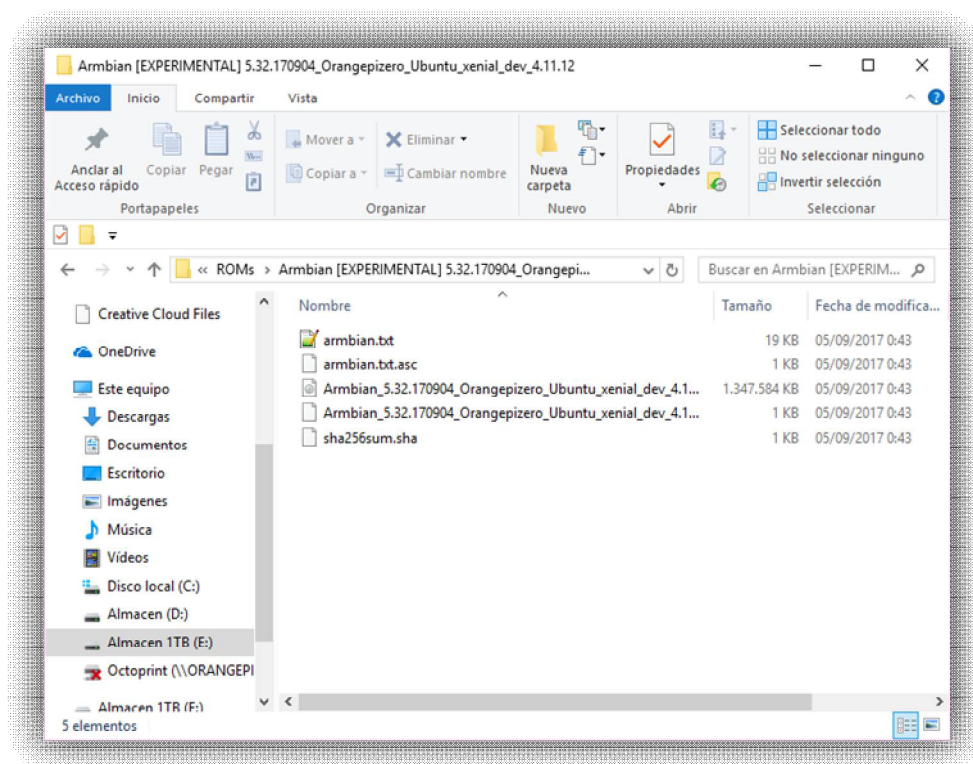 Armbian [EXPERIMENTAL] 5.32.170904_Orangepizero_Ubuntu_xenial_dev_4.11.12
Archivo Inicio Compartir Vista
Anclar al Acceso rápido
Copiar
Pegar
Portapapeles
Mover a
Copiar a
Eliminar
Cambiar nombre
Organizar
Nueva carpeta
Nuevo
Propiedades
Abrir
Seleccionar todo
No seleccionar ninguno
Invertir selección
Seleccionar
« ROMs > Armbian [EXPERIMENTAL] 5.32.170904_Orangepi...
Buscar en Armbian [EXPERIM...
Creative Cloud Files
OneDrive
Este equipo
Descargas
Documentos
Escritorio
Imágenes
Música
Vídeos
Disco local (C:)
Almacen (D:)
Almacen 1TB (E:)
Octoprint (\\ORANGEPI
Almacen 1TB (E:)
Nombre Tamaño Fecha de modifica...
armbian.txt 19 KB 05/09/2017 0:43
armbian.txt.asc 1 KB 05/09/2017 0:43
Armbian_5.32.170904_Orangepizero_Ubuntu_xenial_dev_4.1... 1.347.584 KB 05/09/2017 0:43
Armbian_5.32.170904_Orangepizero_Ubuntu_xenial_dev_4.1... 1 KB 05/09/2017 0:43
sha256sum.sha 1 KB 05/09/2017 0:43
5 elementos